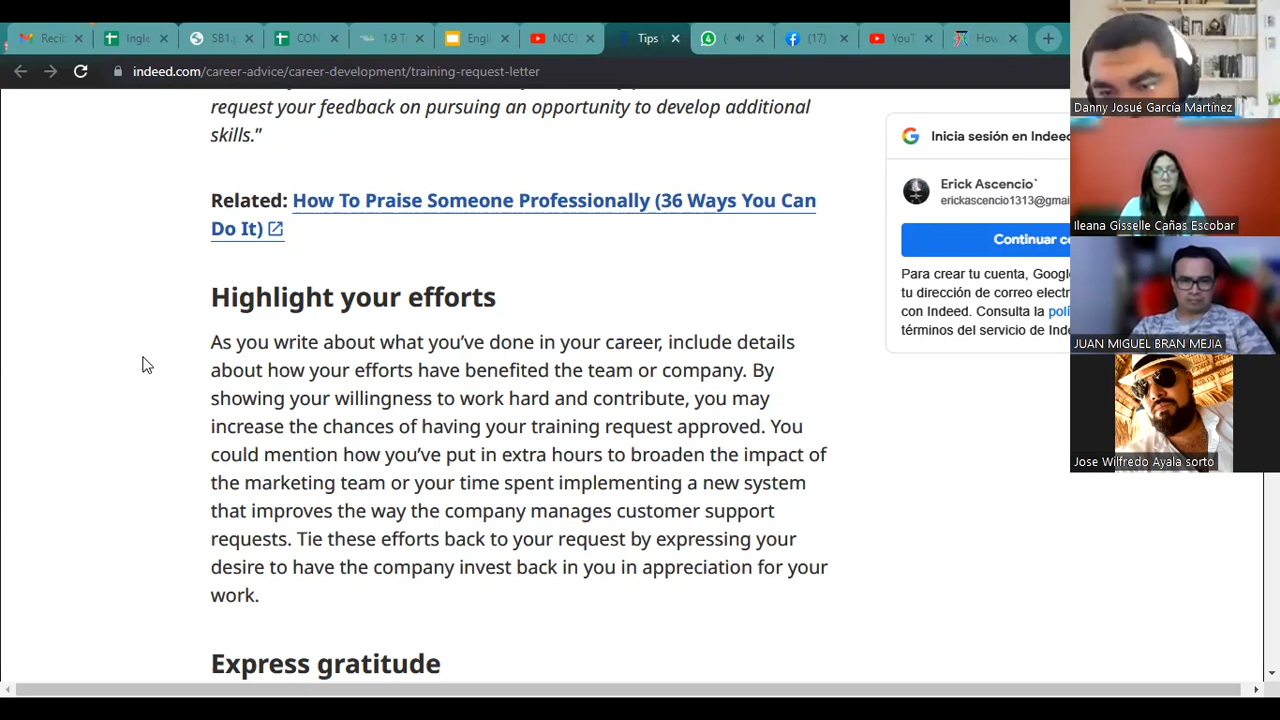 Recil
Ingle
SB1.
CON
1.9 T
Engli
NCCI
Tips
(
(17)
YouT
How
indeed.com/career-advice/career-development/training-request-letter
request your feedback on pursuing an opportunity to develop additional
skills."
Related: How To Praise Someone Professionally (36 Ways You Can
Do It)
Highlight your efforts
As you write about what you've done in your career, include details
about how your efforts have benefited the team or company. By
showing your willingness to work hard and contribute, you may
increase the chances of having your training request approved. You
could mention how you've put in extra hours to broaden the impact of
the marketing team or your time spent implementing a new system
that improves the way the company manages customer support
requests. Tie these efforts back to your request by expressing your
desire to have the company invest back in you in appreciation for your
work.
Express gratitude
Inicia sesión en Indeed
Erick Ascencio`
erickascencio1313@gmai
Continuar co
Para crear tu cuenta, Google
tu dirección de correo electr
con Indeed. Consulta la polí
términos del servicio de Inde
Danny Josué García Martínez
Ileana Gisselle Cañas Escobar
JUAN MIGUEL BRAN MEJIA
Jose Wilfredo Ayala sorto